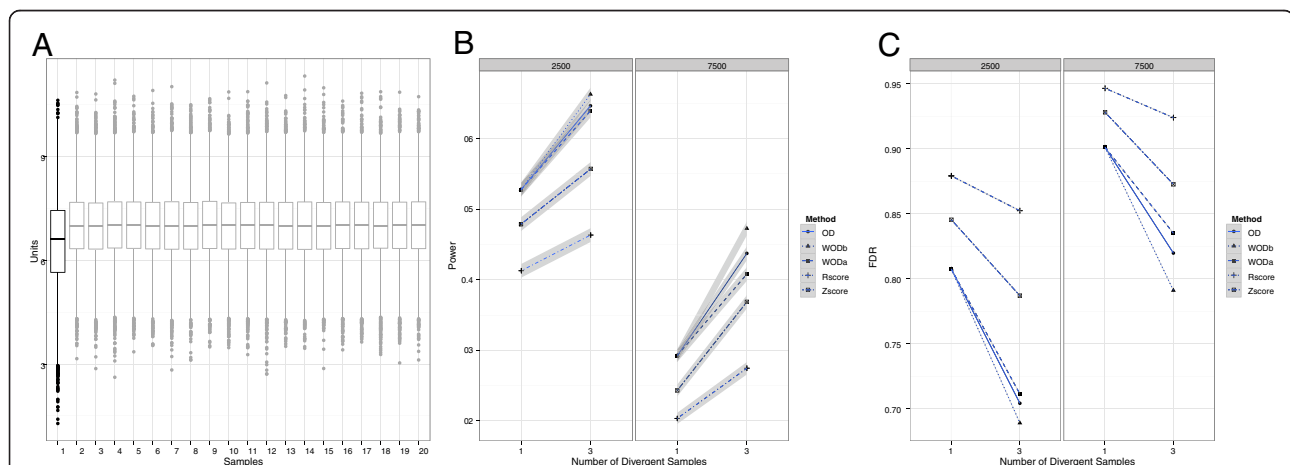 A
Units
9
6
3
1 2 3 4 5 6 7 8 9 10 11 12 13 14 15 16 17 18 19 20
Samples
B
2500 7500
Power
06
05
0.4
03
02
1 3 1 3
Number of Divergent Samples
Method
OD
WODb
WODa
Rscore
Zscore
C
2500 7500
FDR
0.95
0.90
0.85
0.80
0.75
0.70
1 3 1 3
Number of Divergent Samples
Method
OD
WODb
WODa
Rscore
Zscore